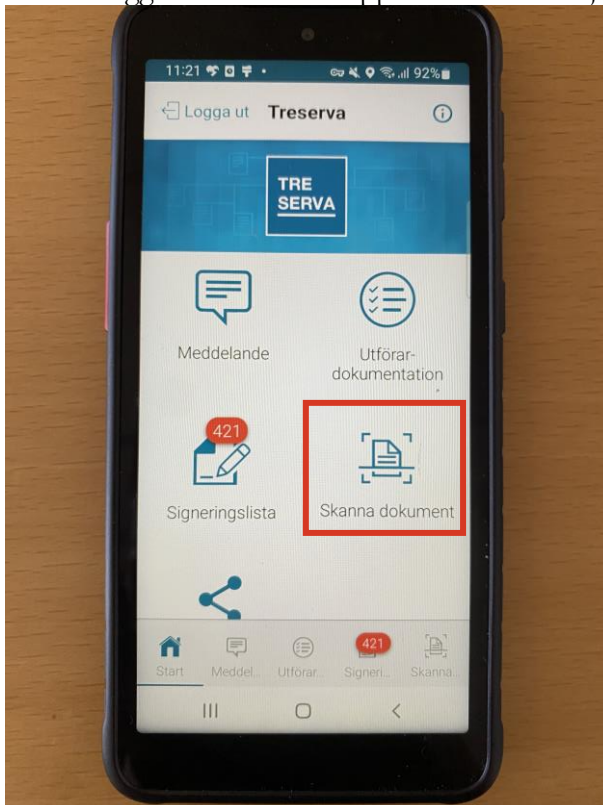 11:21
92%
Logga ut Treserva
TRE
SERVA
Meddelande
Utförar-
dokumentation
421
Signeringslista
Skanna dokument
421
Start Meddel... Utförar... Signeri... Skanna...